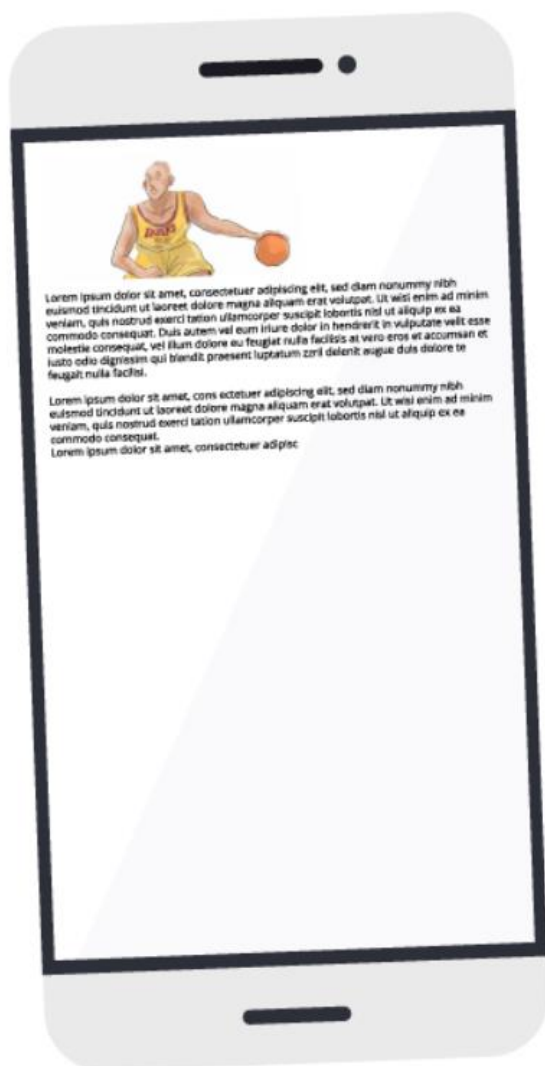 Lorem ipsum dolor sit amet, consectetuer adipiscing elit, sed diam nonummy nibh
euismod tincidunt ut laoreet dolore magna aliquam erat volutpat. Ut wisi enim ad minim
veniam, quis nostrud exerci tation ullamcorper suscipit lobortis nisl ut aliquip ex ea
commodo consequat. Duis autem vel eum iriure dolor in hendrerit in vulputate velit esse
molestie consequat, vel illum dolore eu feugiat nulla facilisis at vero eros et accumsan et
iusto odio dignissim qui blandit praesent luptatum zzril delenit augue duis dolore te
feugait nulla facilisi.
Lorem ipsum dolor sit amet, cons ectetuer adipiscing elit, sed diam nonummy nibh
euismod tincidunt ut laoreet dolore magna aliquam erat volutpat. Ut wisi enim ad minim
veniam, quis nostrud exerci tation ullamcorper suscipit lobortis nisl ut aliquip ex ea
commodo consequat.
Lorem ipsum dolor sit amet, consectetuer adipisc